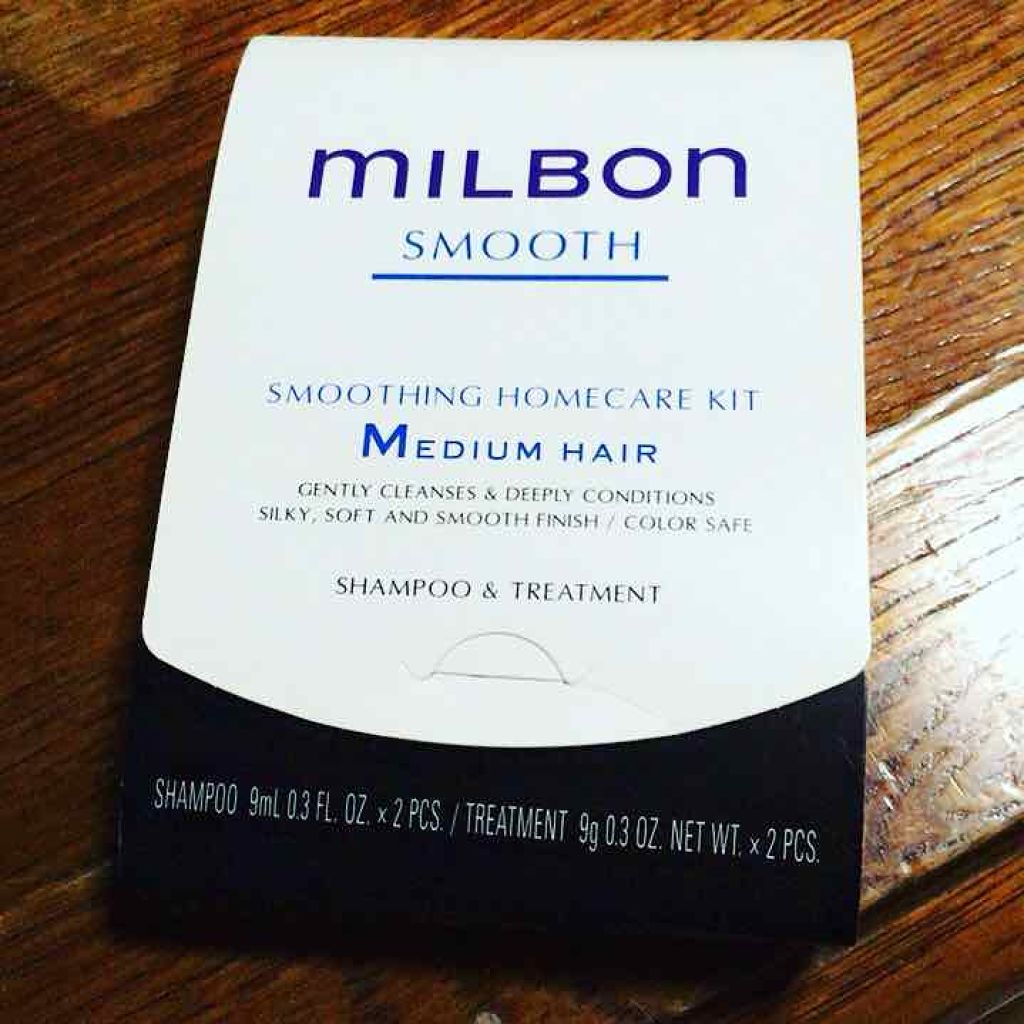 MILBON
SMOOTH
SMOOTHING HOMECARE KIT
MEDIUM HAIR
GENTLY CLEANSES & DEEPLY CONDITIONS
SILKY, SOFT AND SMOOTH FINISH / COLOR SAFE
SHAMPOO & TREATMENT
SHAMPOO 9mL 0.3 FL. OZ. × 2 PCS. / TREATMENT 9g 0.3 OZ. NET WT. × 2 PCS.